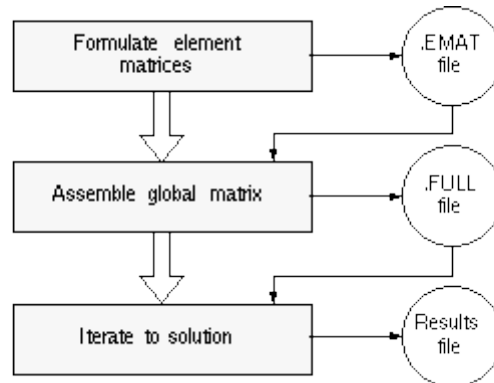 Formulate element
matrices
.EMAT
file
Assemble global matrix
.FULL
file
Iterate to solution
Results
file